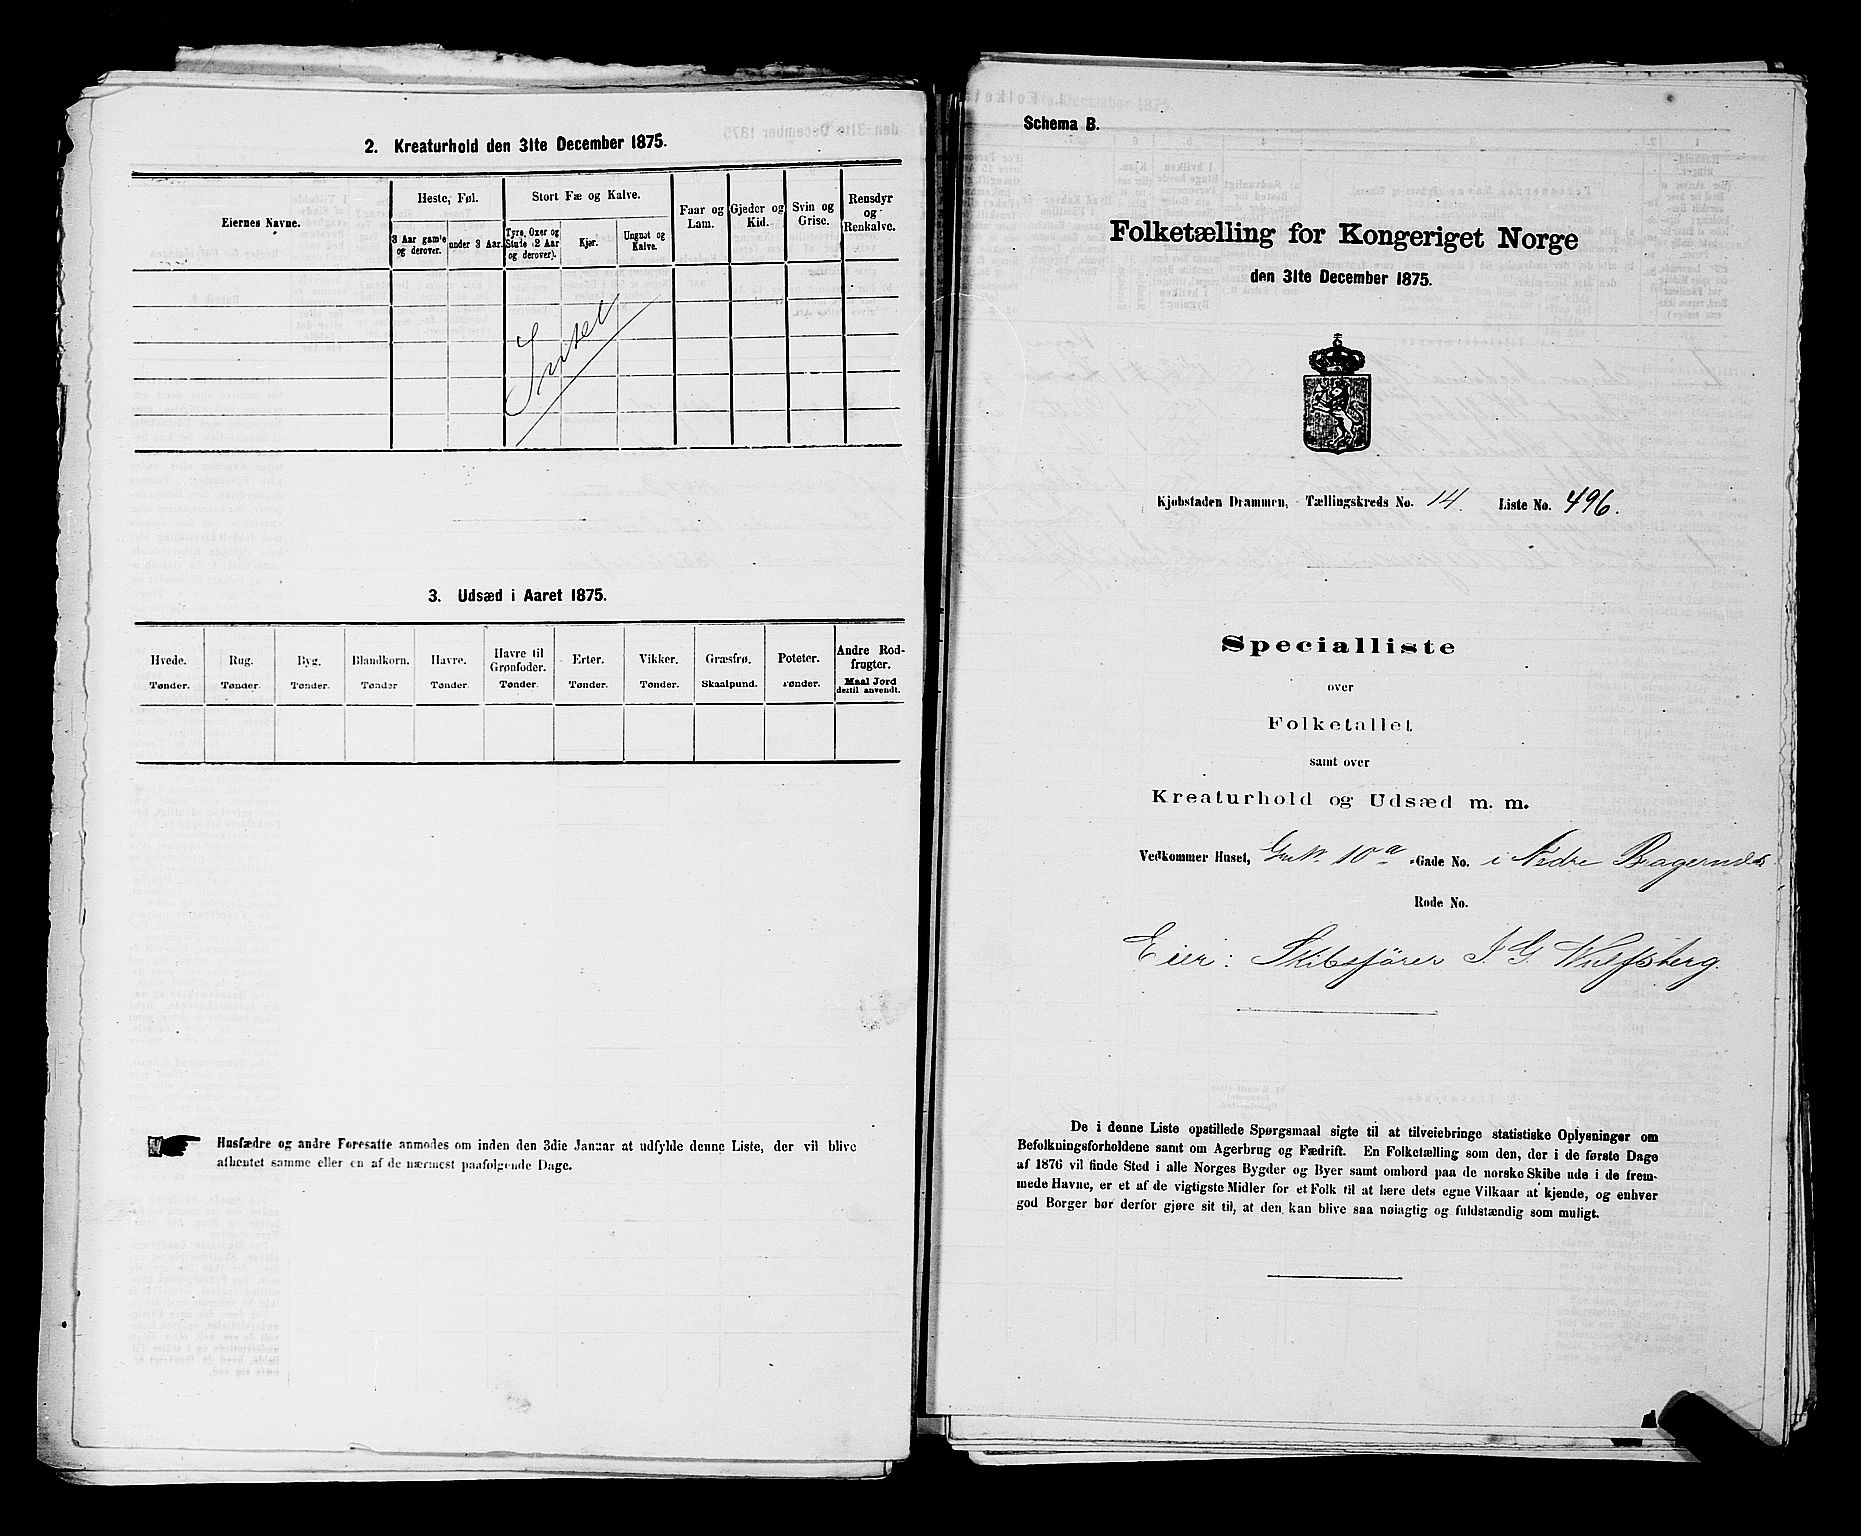 2. Kreaturhold den 31te December 1875.
Eiernes Navne.
Heste, Føl.
3 Aar gamle og derover.
under 3 Aar.
Stort Fæ og Kalve.
Tyre, Oxer og Stude (2 Aar og derover).
Kjør.
Ungnøt og Kalve.
Faar og Lam.
Gjeder og Kid.
Svin og Grise.
Rensdyr og Renkalve.
Intet
3. Udsæd i Aaret 1875.
Hvede. Rug. Byg. Blandkorn. Havre. Havre til Grønfoder. Erter. Vikker. Græsfrø. Poteter. Andre Rodfrugter.
Tønder. Tønder. Tønder. Tønder Tønder. Tønder. Tønder. Tønder. Skaalpund. Tønder. Maal Jord dertil anvendt.
Husfædre og andre Foresatte anmodes om inden den 3die Januar at udfylde denne Liste, der vil blive
afhentet samme eller en af de nærmest paafølgende Dage.
Schema B.
Folketælling for Kongeriget Norge
den 31te December 1875.
Kjøbstaden Drammen, Tællingskreds No. 14. Liste No. 496.
Specialliste
over
Folketallet
samt over
Kreaturhold og Udsæd m. m.
Vedkommer Huset, 10 a Gade No. i Nedre Bragernes
Rode No.
Eier: Skibsfører J. G. Wulfsberg.
De i denne Liste opstillede Spørgsmaal sigte til at tilveiebringe statistiske Oplysninger om
Befolkningsforholdene samt om Agerbrug og Fædrift. En Folketælling som den, der i de første Dage
af 1876 vil finde Sted i alle Norges Bygder og Byer samt ombord paa de norske Skibe ude i de frem-
mede Havne, er et af de vigtigste Midler for et Folk til at lære dets egne Vilkaar at kjende, og enhver
god Borger bør derfor gjøre sit til, at den kan blive saa nøiagtig og fuldstændig som muligt.